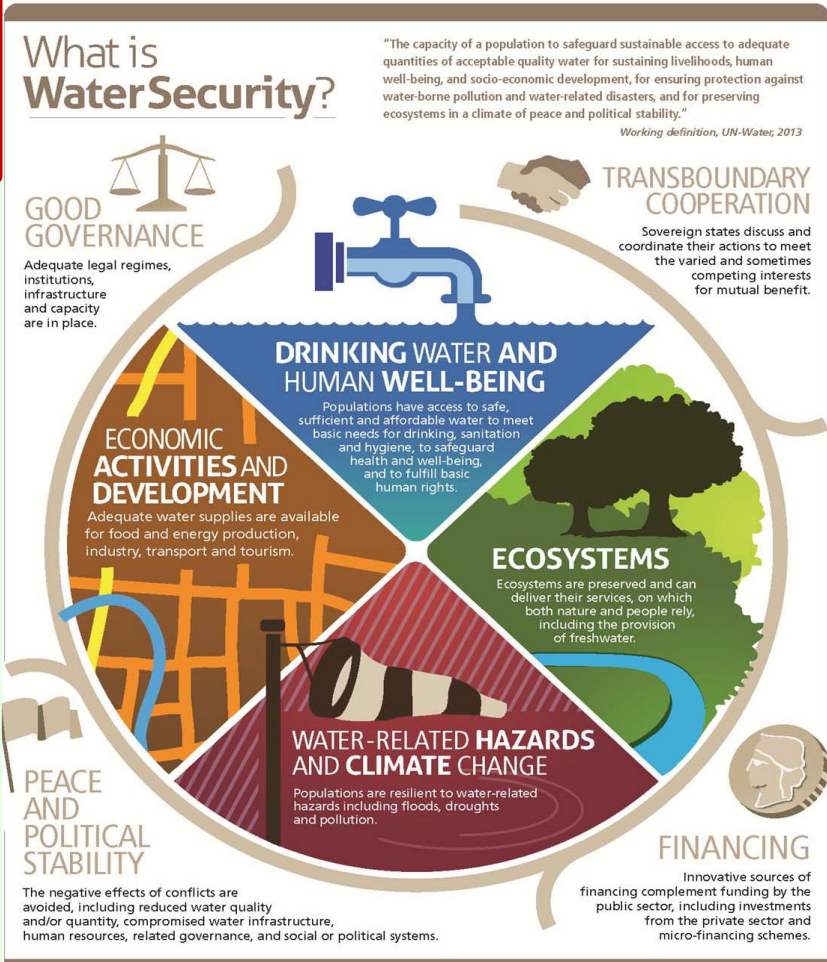 What is
Water Security?
"The capacity of a population to safeguard sustainable access to adequate
quantities of acceptable quality water for sustaining livelihoods, human
well-being, and socio-economic development, for ensuring protection against
water-borne pollution and water-related disasters, and for preserving
ecosystems in a climate of peace and political stability."
Working definition, UN-Water, 2013
GOOD
GOVERNANCE
Adequate legal regimes,
institutions,
infrastructure
and capacity
are in place.
TRANSBOUNDARY
COOPERATION
Sovereign states discuss and
coordinate their actions to meet
the varied and sometimes
competing interests
for mutual benefit.
DRINKING WATER AND
HUMAN WELL-BEING
Populations have access to safe,
sufficient and affordable water to meet
basic needs for drinking, sanitation
and hygiene, to safeguard
health and well-being,
and to fulfill basic
human rights.
ECONOMIC
ACTIVITIES AND
DEVELOPMENT
Adequate water supplies are available
for food and energy production,
industry, transport and tourism.
ECOSYSTEMS
Ecosystems are preserved and can
deliver their services, on which
both nature and people rely,
including the provision
of freshwater.
WATER-RELATED HAZARDS
AND CLIMATE CHANGE
Populations are resilient to water-related
hazards including floods, droughts
and pollution.
PEACE
AND
POLITICAL
STABILITY
The negative effects of conflicts are
avoided, including reduced water quality
and/or quantity, compromised water infrastructure,
human resources, related governance, and social or political systems.
FINANCING
Innovative sources of
financing complement funding by the
public sector, including investments
from the private sector and
micro-financing schemes.